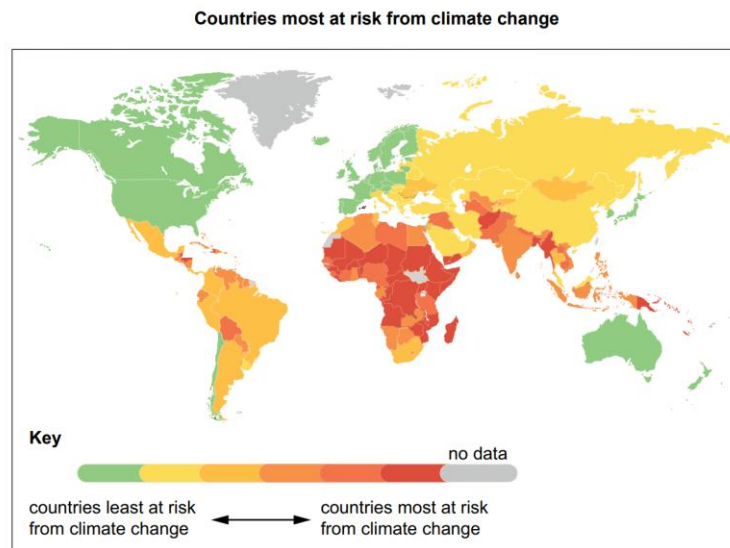 Countries most at risk from climate change
Key
no data
countries least at risk
from climate change
countries most at risk
from climate change